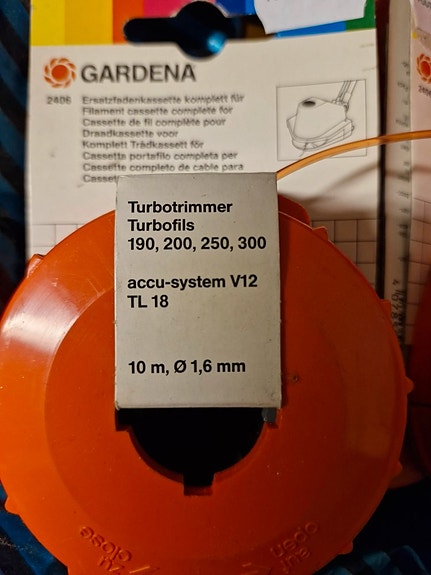 GARDENA
2406 Ersatzfadenkassette komplett für
Filament cassette complete for
Cassette de fil complète pour
Draadkassette voor
Komplett Trådkassett för
Cassetta portafilo completa per
Cassette completa de cable para
Turbotrimmer
Turbofils
190, 200, 250, 300
accu-system V12
TL 18
10 m, Ø 1,6 mm
close